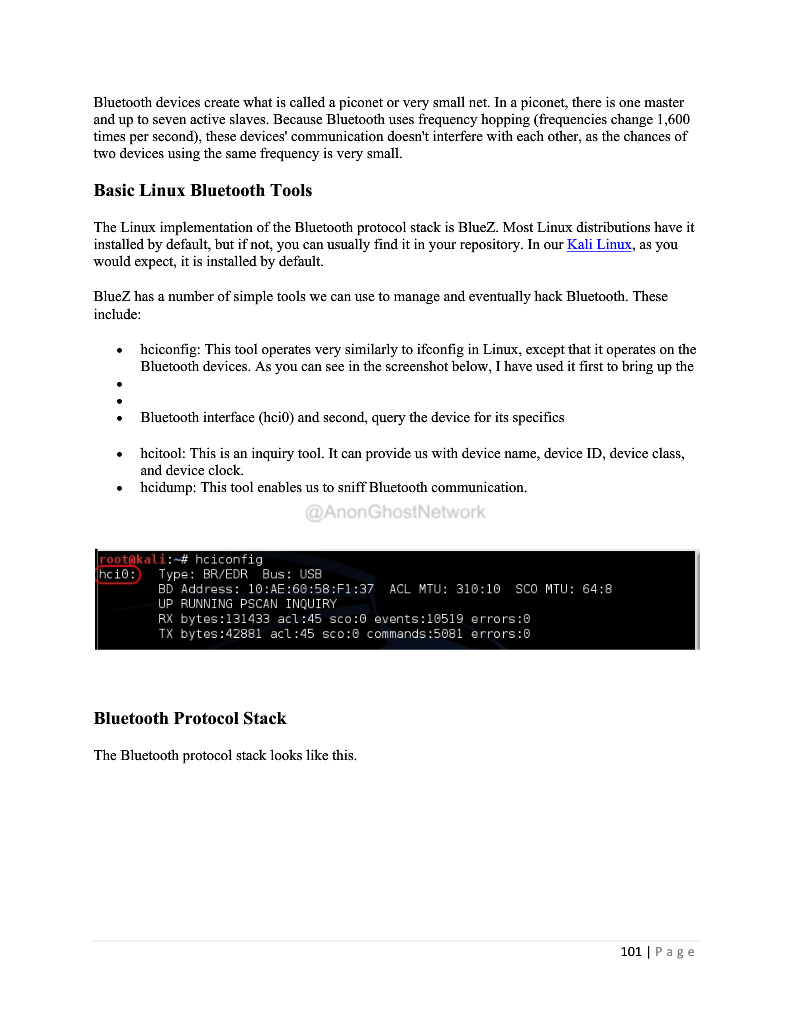 Bluetooth devices create what is called a piconet or very small net. In a piconet, there is one master
and up to seven active slaves. Because Bluetooth uses frequency hopping (frequencies change 1,600
times per second), these devices' communication doesn't interfere with each other, as the chances of
two devices using the same frequency is very small.
Basic Linux Bluetooth Tools
The Linux implementation of the Bluetooth protocol stack is BlueZ. Most Linux distributions have it
installed by default, but if not, you can usually find it in your repository. In our Kali Linux, as you
would expect, it is installed by default.
BlueZ has a number of simple tools we can use to manage and eventually hack Bluetooth. These
include:
• hciconfig: This tool operates very similarly to ifconfig in Linux, except that it operates on the
Bluetooth devices. As you can see in the screenshot below, I have used it first to bring up the
•
•
• Bluetooth interface (hci0) and second, query the device for its specifics
• hcitool: This is an inquiry tool. It can provide us with device name, device ID, device class,
and device clock.
• hcidump: This tool enables us to sniff Bluetooth communication.
@AnonGhostNetwork
root@kali:~# hciconfig
hci0: Type: BR/EDR Bus: USB
BD Address: 10:AE:60:58:F1:37 ACL MTU: 310:10 SCO MTU: 64:8
UP RUNNING PSCAN INQUIRY
RX bytes:131433 acl:45 sco:0 events:10519 errors:0
TX bytes:42881 acl:45 sco:0 commands:5081 errors:0
Bluetooth Protocol Stack
The Bluetooth protocol stack looks like this.
101 | Page